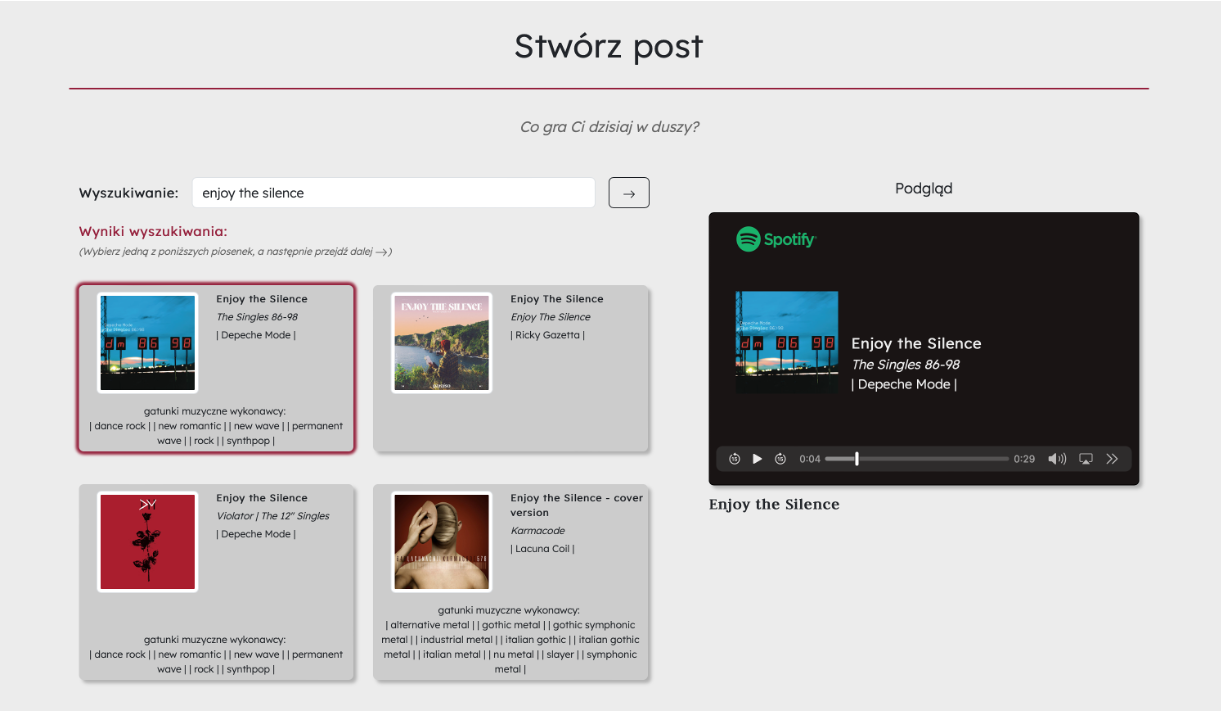 Stwórz post
Co gra Ci dzisiaj w duszy?
Wyszukiwanie:
enjoy the silence
→
Wyniki wyszukiwania:
(Wybierz jedną z poniższych piosenek, a następnie przejdź dalej →)
Enjoy the Silence
The Singles 86-98
| Depeche Mode |
dm 86 98
gatunki muzyczne wykonawcy:
| dance rock | | new romantic | | new wave | | permanent
wave | | rock | | synthpop |
ENJOY THE SILENCE
Enjoy The Silence
Enjoy The Silence
| Ricky Gazetta |
Enjoy the Silence
Violator | The 12" Singles
| Depeche Mode |
gatunki muzyczne wykonawcy:
| dance rock | | new romantic | | new wave | | permanent
wave | | rock | | synthpop |
Enjoy the Silence - cover
version
Karmacode
| Lacuna Coil |
gatunki muzyczne wykonawcy:
| alternative metal | | gothic metal | | gothic symphonic
metal | | industrial metal | | italian gothic | | italian gothic
metal | | italian metal | | nu metal | | slayer | | symphonic
metal |
Podgląd
Spotify
dm 86 98
Enjoy the Silence
The Singles 86-98
| Depeche Mode |
15
15
0:04
0:29
Enjoy the Silence